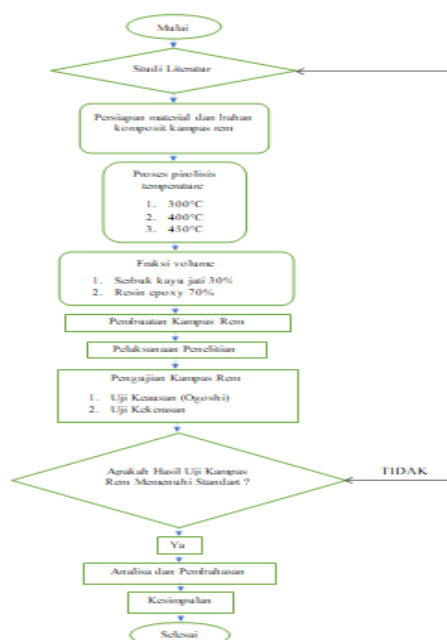 Mulai
Studi Literatur
Persiapan material dan bahan
komposit kampas rem
Proses pirolisis
temperature
1. 300°C
2. 400°C
3. 450°C
Fraksi volume
1. Serbuk kayu jati 30%
2. Resin epoxy 70%
Pembuatan Kampas Rem
Pelaksanaan Penelitian
Pengujian Kampas Rem
1. Uji Keausan (Ogoshi)
2. Uji Kekerasan
Apakah Hasil Uji Kampas
Rem Memenuhi Standart ?
TIDAK
Ya
Analisa dan Pembahasan
Kesimpulan
Selesai